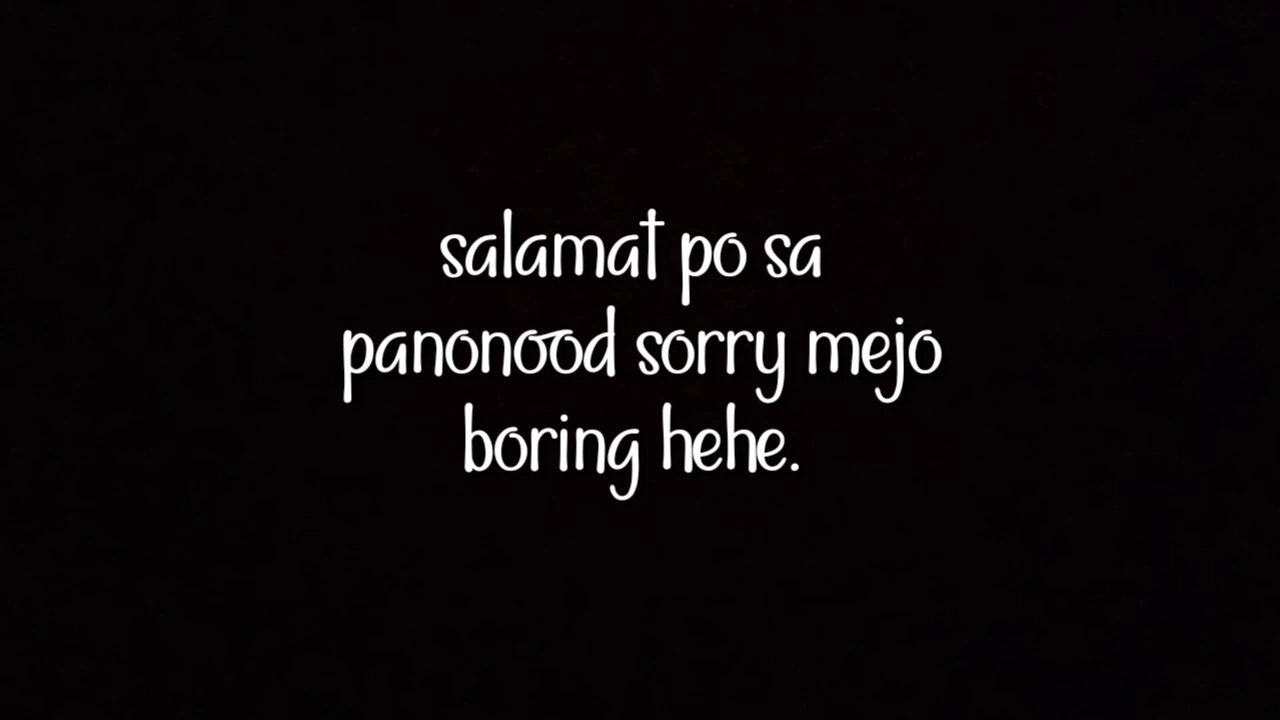 salamat po sa
panonood sorry mejo
boring hehe.